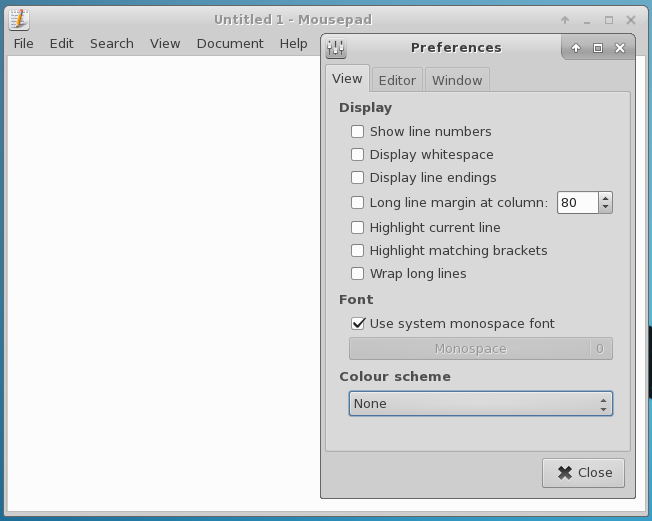 Untitled 1 - Mousepad
File Edit Search View Document Help
Preferences
View Editor Window
Display
Show line numbers
Display whitespace
Display line endings
Long line margin at column: 80
Highlight current line
Highlight matching brackets
Wrap long lines
Font
Use system monospace font
Monospace 0
Colour scheme
None
Close